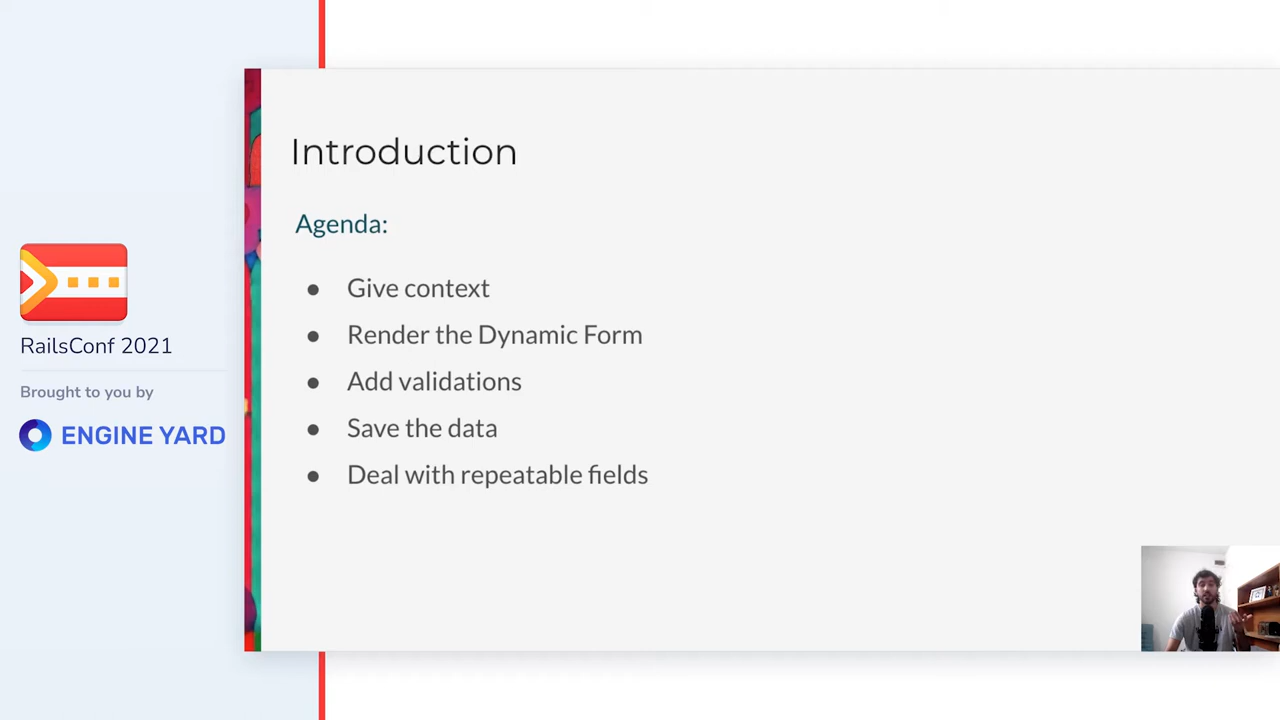 Introduction
Agenda:
● Give context
● Render the Dynamic Form
● Add validations
● Save the data
● Deal with repeatable fields
RailsConf 2021
Brought to you by
ENGINE YARD